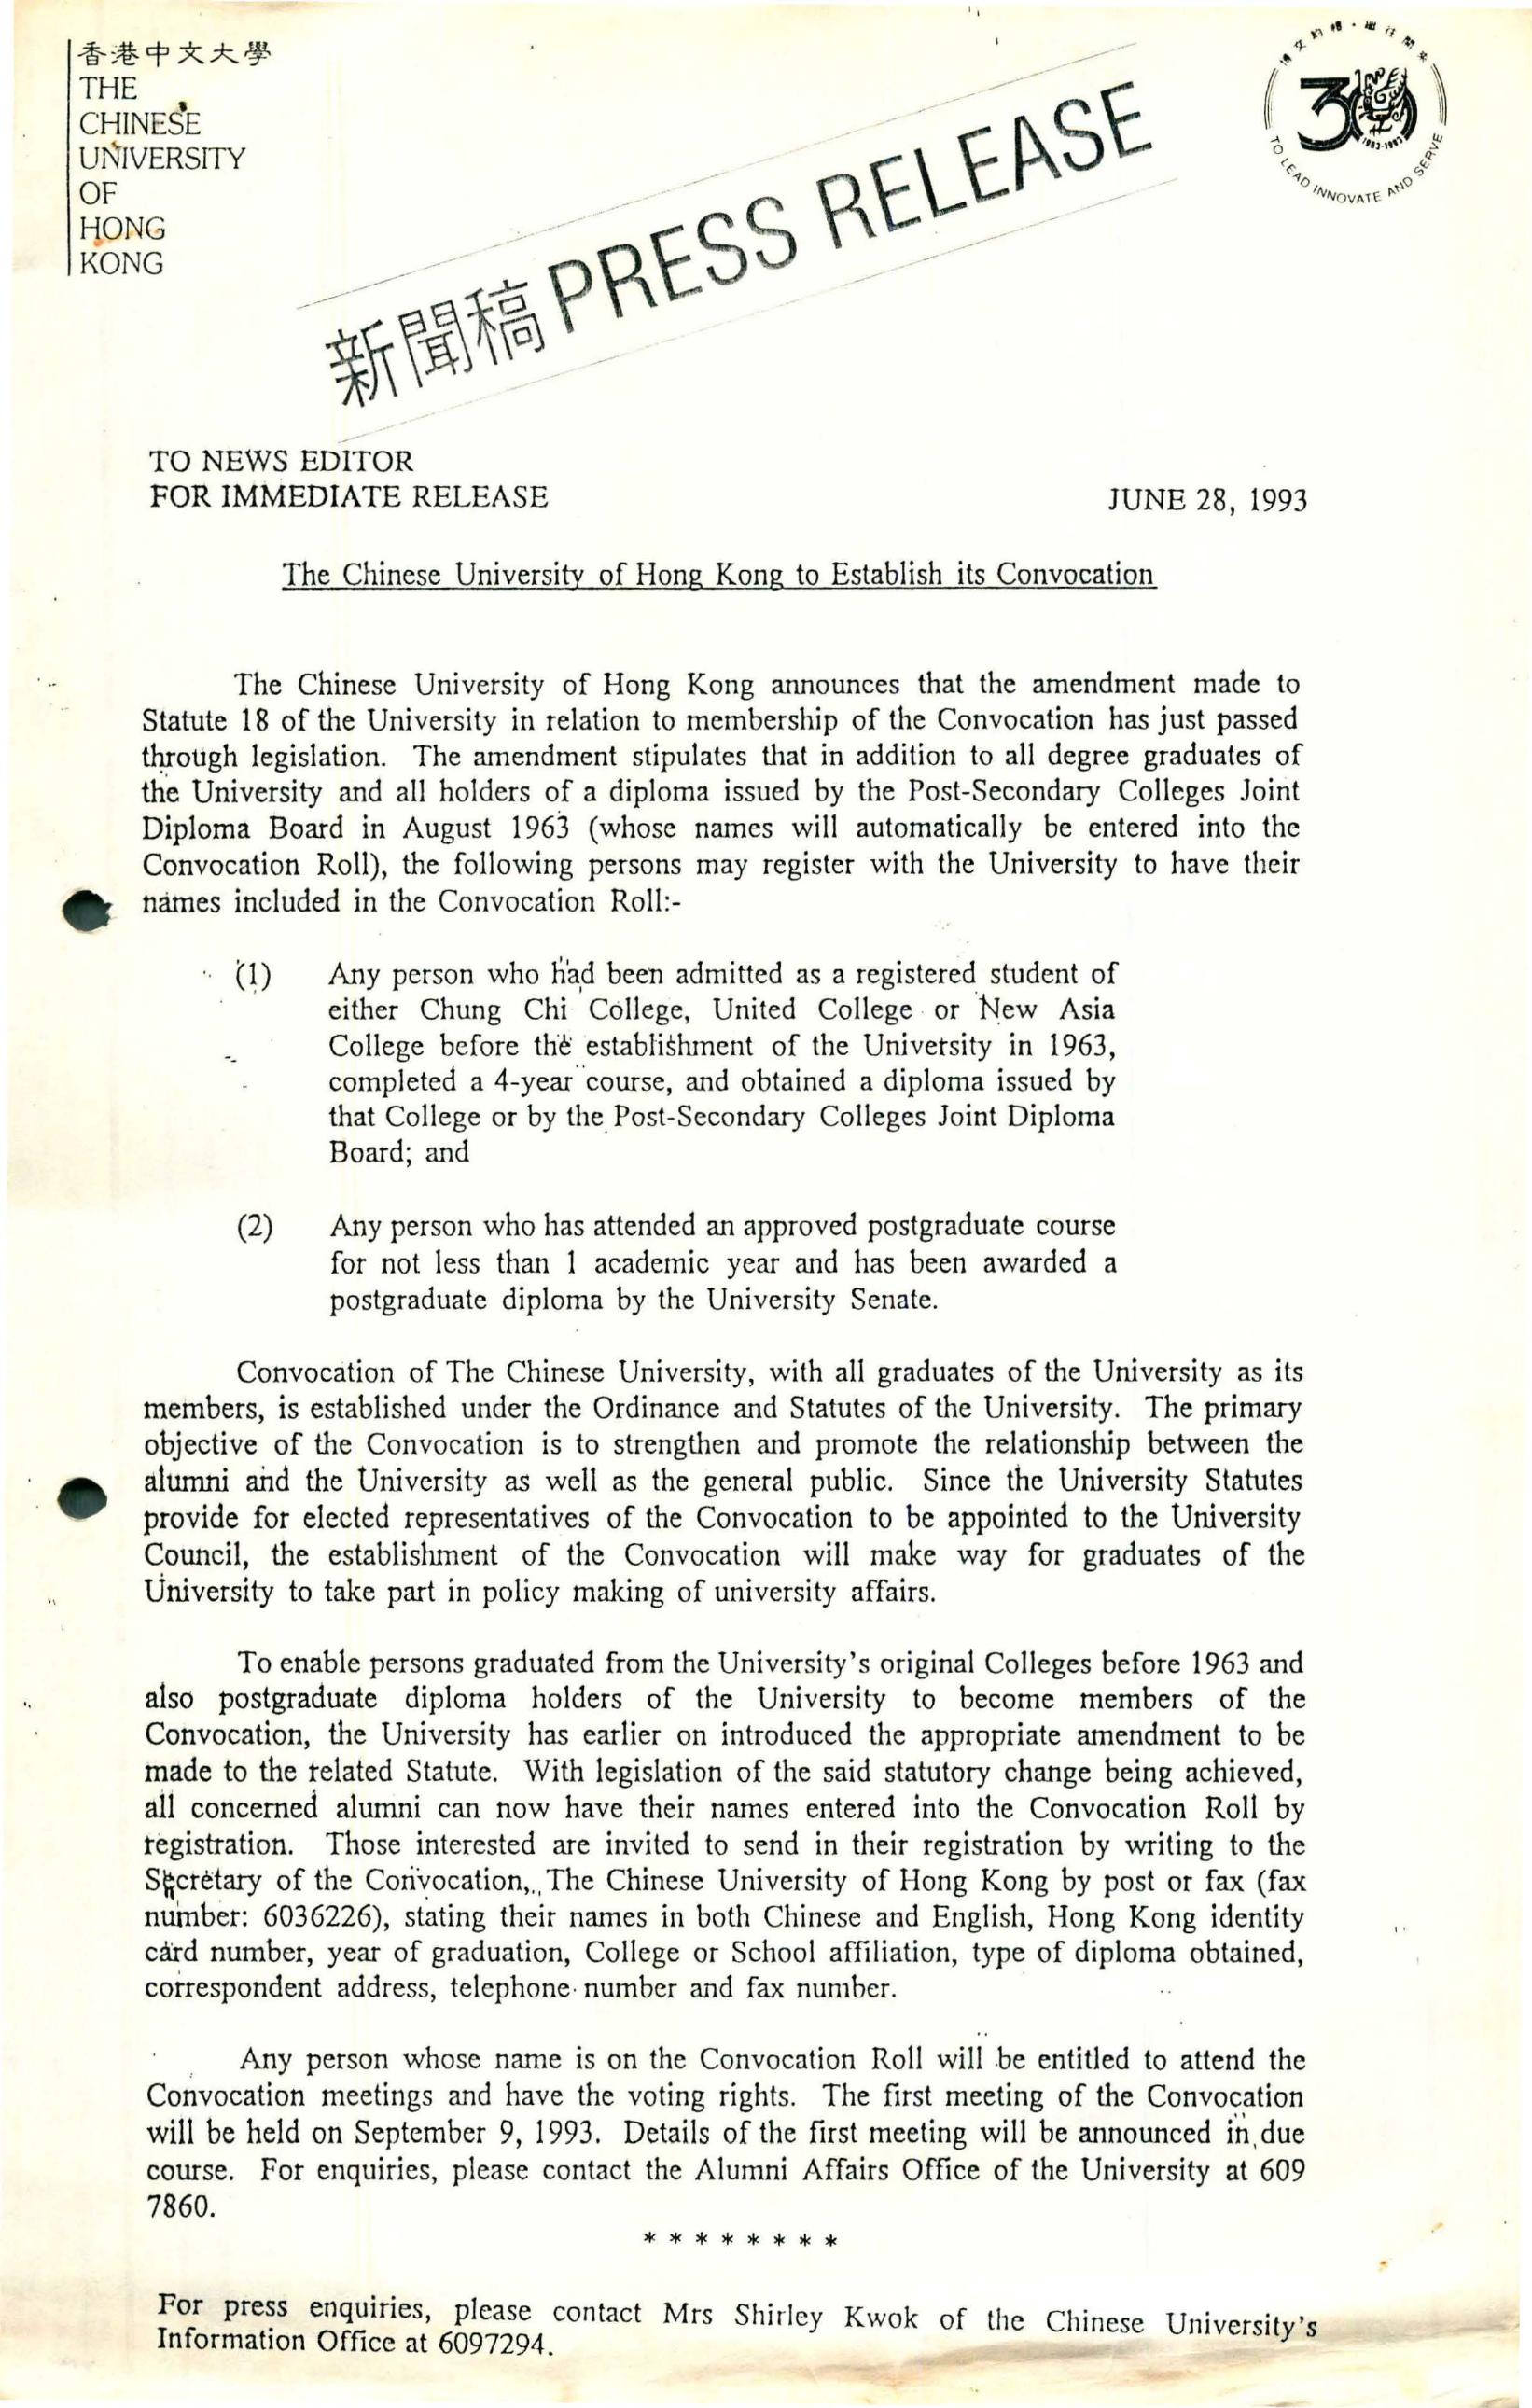 香港中文大學
THE
CHINESE
UNIVERSITY
OF
HONG
KONG
新聞稿 PRESS RELEASE
30
1963-1993
TO LEAD INNOVATE AND SERVE
TO NEWS EDITOR
FOR IMMEDIATE RELEASE
JUNE 28, 1993
The Chinese University of Hong Kong to Establish its Convocation
The Chinese University of Hong Kong announces that the amendment made to
Statute 18 of the University in relation to membership of the Convocation has just passed
through legislation. The amendment stipulates that in addition to all degree graduates of
the University and all holders of a diploma issued by the Post-Secondary Colleges Joint
Diploma Board in August 1963 (whose names will automatically be entered into the
Convocation Roll), the following persons may register with the University to have their
names included in the Convocation Roll:-
(1) Any person who had been admitted as a registered student of
either Chung Chi College, United College or New Asia
College before the establishment of the University in 1963,
completed a 4-year course, and obtained a diploma issued by
that College or by the Post-Secondary Colleges Joint Diploma
Board; and
(2) Any person who has attended an approved postgraduate course
for not less than 1 academic year and has been awarded a
postgraduate diploma by the University Senate.
Convocation of The Chinese University, with all graduates of the University as its
members, is established under the Ordinance and Statutes of the University. The primary
objective of the Convocation is to strengthen and promote the relationship between the
alumni and the University as well as the general public. Since the University Statutes
provide for elected representatives of the Convocation to be appointed to the University
Council, the establishment of the Convocation will make way for graduates of the
University to take part in policy making of university affairs.
To enable persons graduated from the University's original Colleges before 1963 and
also postgraduate diploma holders of the University to become members of the
Convocation, the University has earlier on introduced the appropriate amendment to be
made to the related Statute. With legislation of the said statutory change being achieved,
all concerned alumni can now have their names entered into the Convocation Roll by
registration. Those interested are invited to send in their registration by writing to the
Secretary of the Convocation, The Chinese University of Hong Kong by post or fax (fax
number: 6036226), stating their names in both Chinese and English, Hong Kong identity
card number, year of graduation, College or School affiliation, type of diploma obtained,
correspondent address, telephone number and fax number.
Any person whose name is on the Convocation Roll will be entitled to attend the
Convocation meetings and have the voting rights. The first meeting of the Convocation
will be held on September 9, 1993. Details of the first meeting will be announced in due
course. For enquiries, please contact the Alumni Affairs Office of the University at 609
7860.
* * * * * * * *
For press enquiries, please contact Mrs Shirley Kwok of the Chinese University's
Information Office at 6097294.